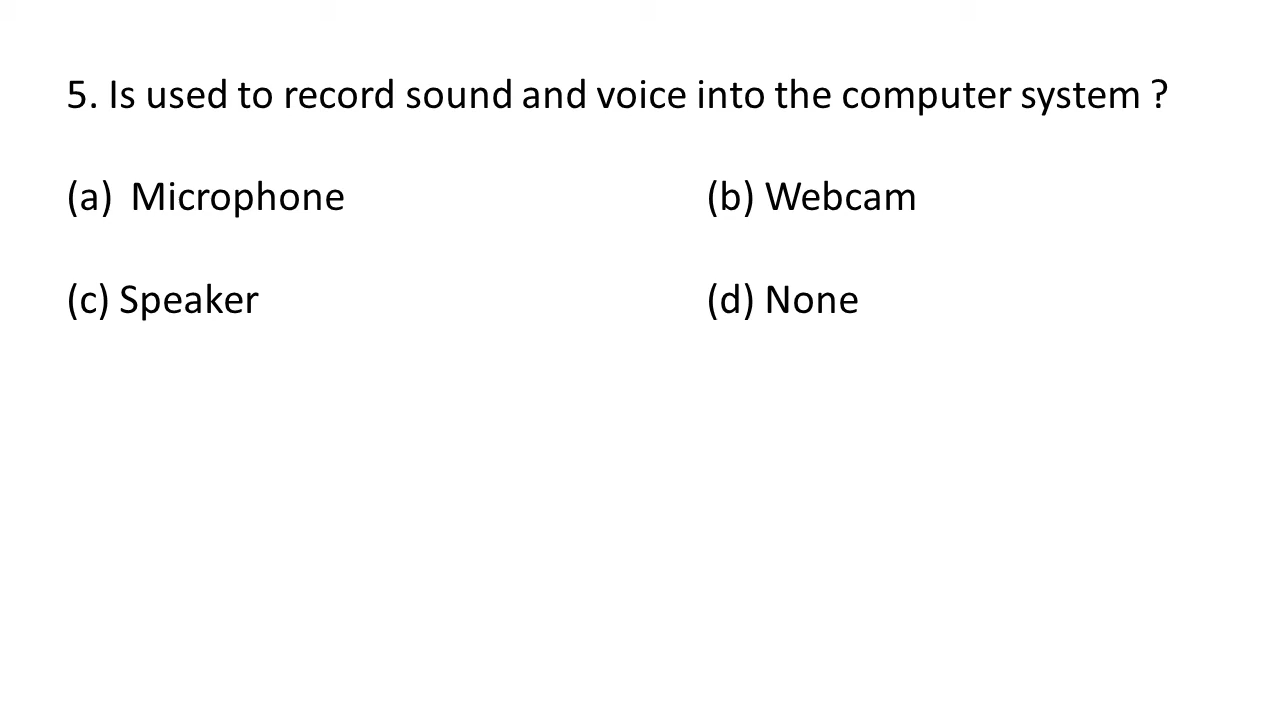 5. Is used to record sound and voice into the computer system ?
(a) Microphone (b) Webcam
(c) Speaker (d) None